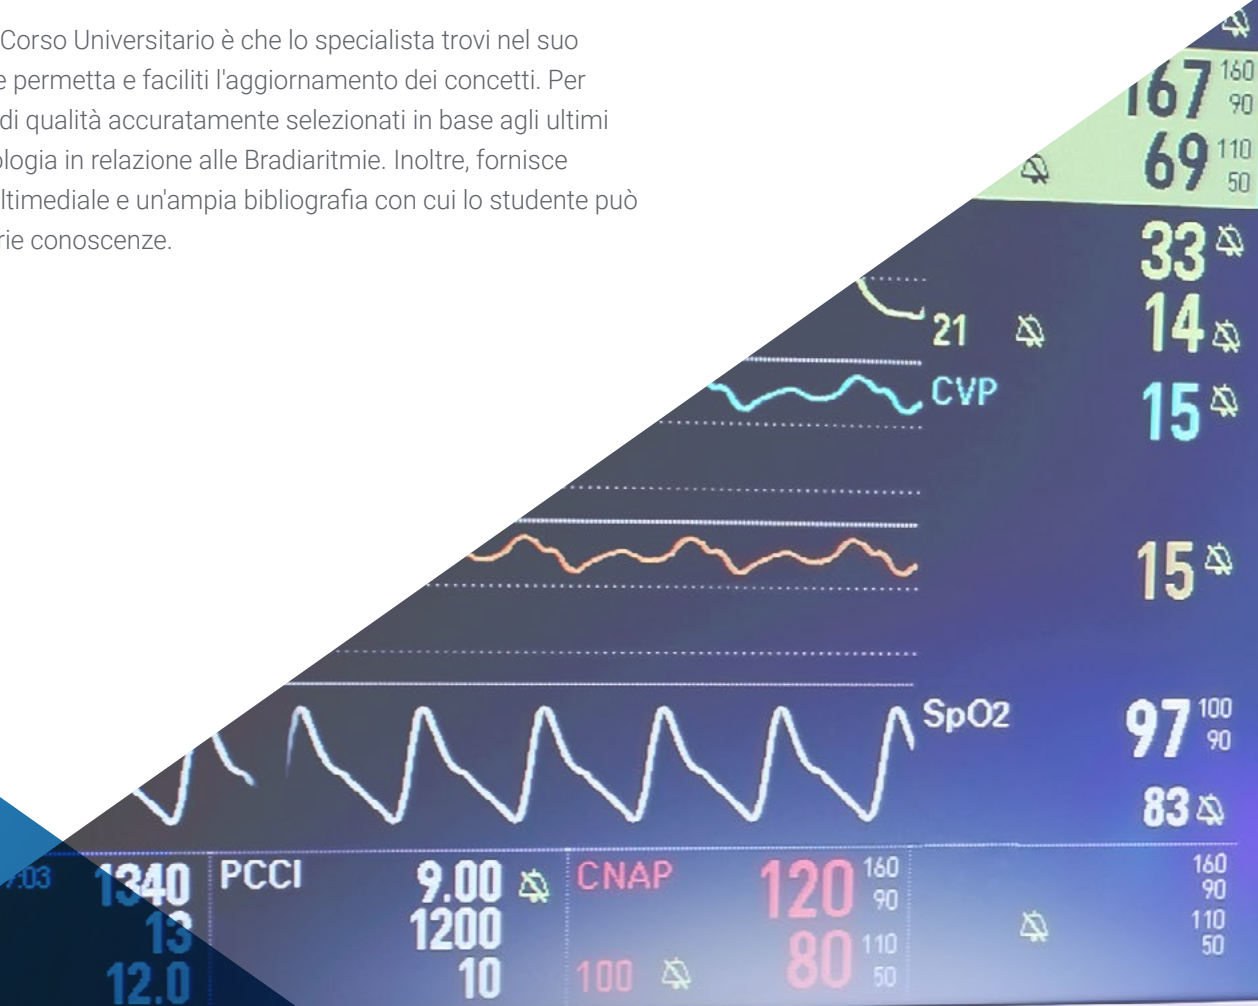 Corso Universitario è che lo specialista trovi nel suo
e permetta e faciliti l'aggiornamento dei concetti. Per
di qualità accuratamente selezionati in base agli ultimi
ologia in relazione alle Bradiaritmie. Inoltre, fornisce
ltimediale e un'ampia bibliografia con cui lo studente può
rie conoscenze.
167 160
90
69 110
50
33
21 14
CVP 15
15
SpO2 97 100
90
83
:03 1340
13
12.0
PCCI 9.00
1200
10
CNAP 120 160
90
100 80 110
50
160
90
110
50